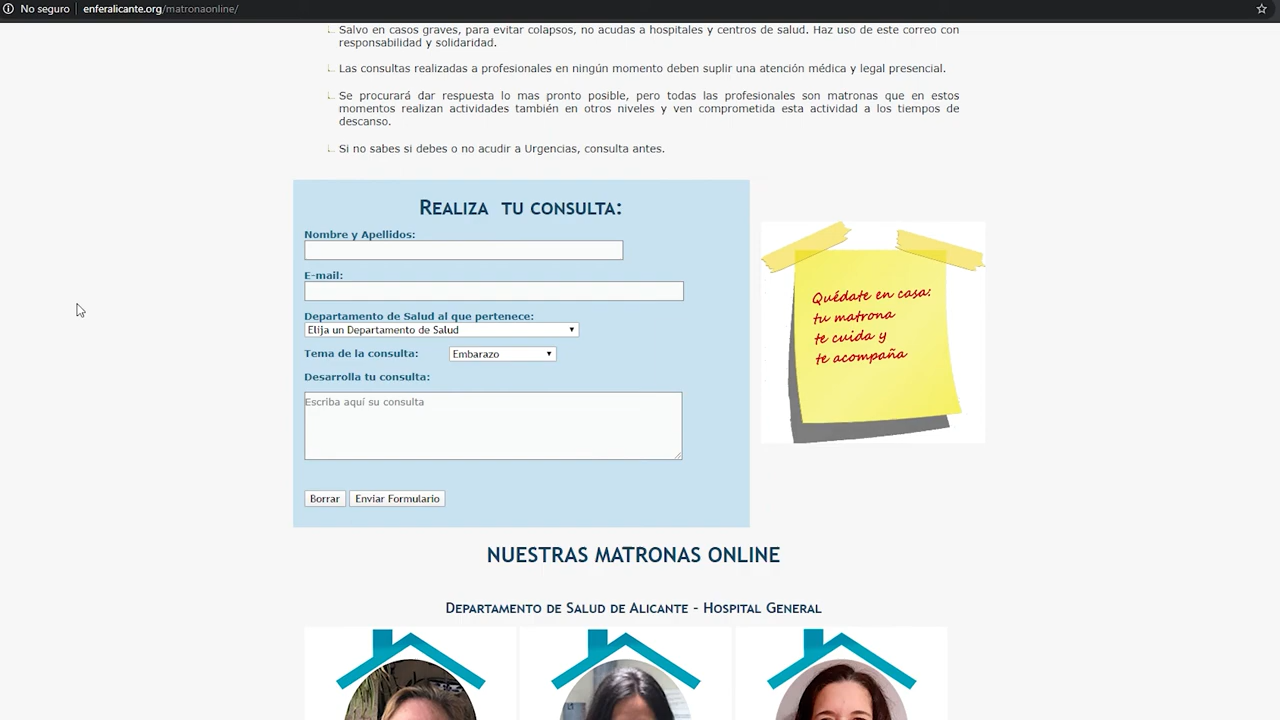 No seguro
enferalicante.org/matronaonline/
Salvo en casos graves, para evitar colapsos, no acudas a hospitales y centros de salud. Haz uso de este correo con
responsabilidad y solidaridad.
Las consultas realizadas a profesionales en ningún momento deben suplir una atención médica y legal presencial.
Se procurará dar respuesta lo mas pronto posible, pero todas las profesionales son matronas que en estos
momentos realizan actividades también en otros niveles y ven comprometida esta actividad a los tiempos de
descanso.
Si no sabes si debes o no acudir a Urgencias, consulta antes.
Realiza tu consulta:
Nombre y Apellidos:
E-mail:
Departamento de Salud al que pertenece:
Elija un Departamento de Salud
Tema de la consulta:
Embarazo
Desarrolla tu consulta:
Escriba aquí su consulta
Borrar
Enviar Formulario
Quédate en casa:
tu matrona
te cuida y
te acompaña
NUESTRAS MATRONAS ONLINE
Departamento de Salud de Alicante - Hospital General